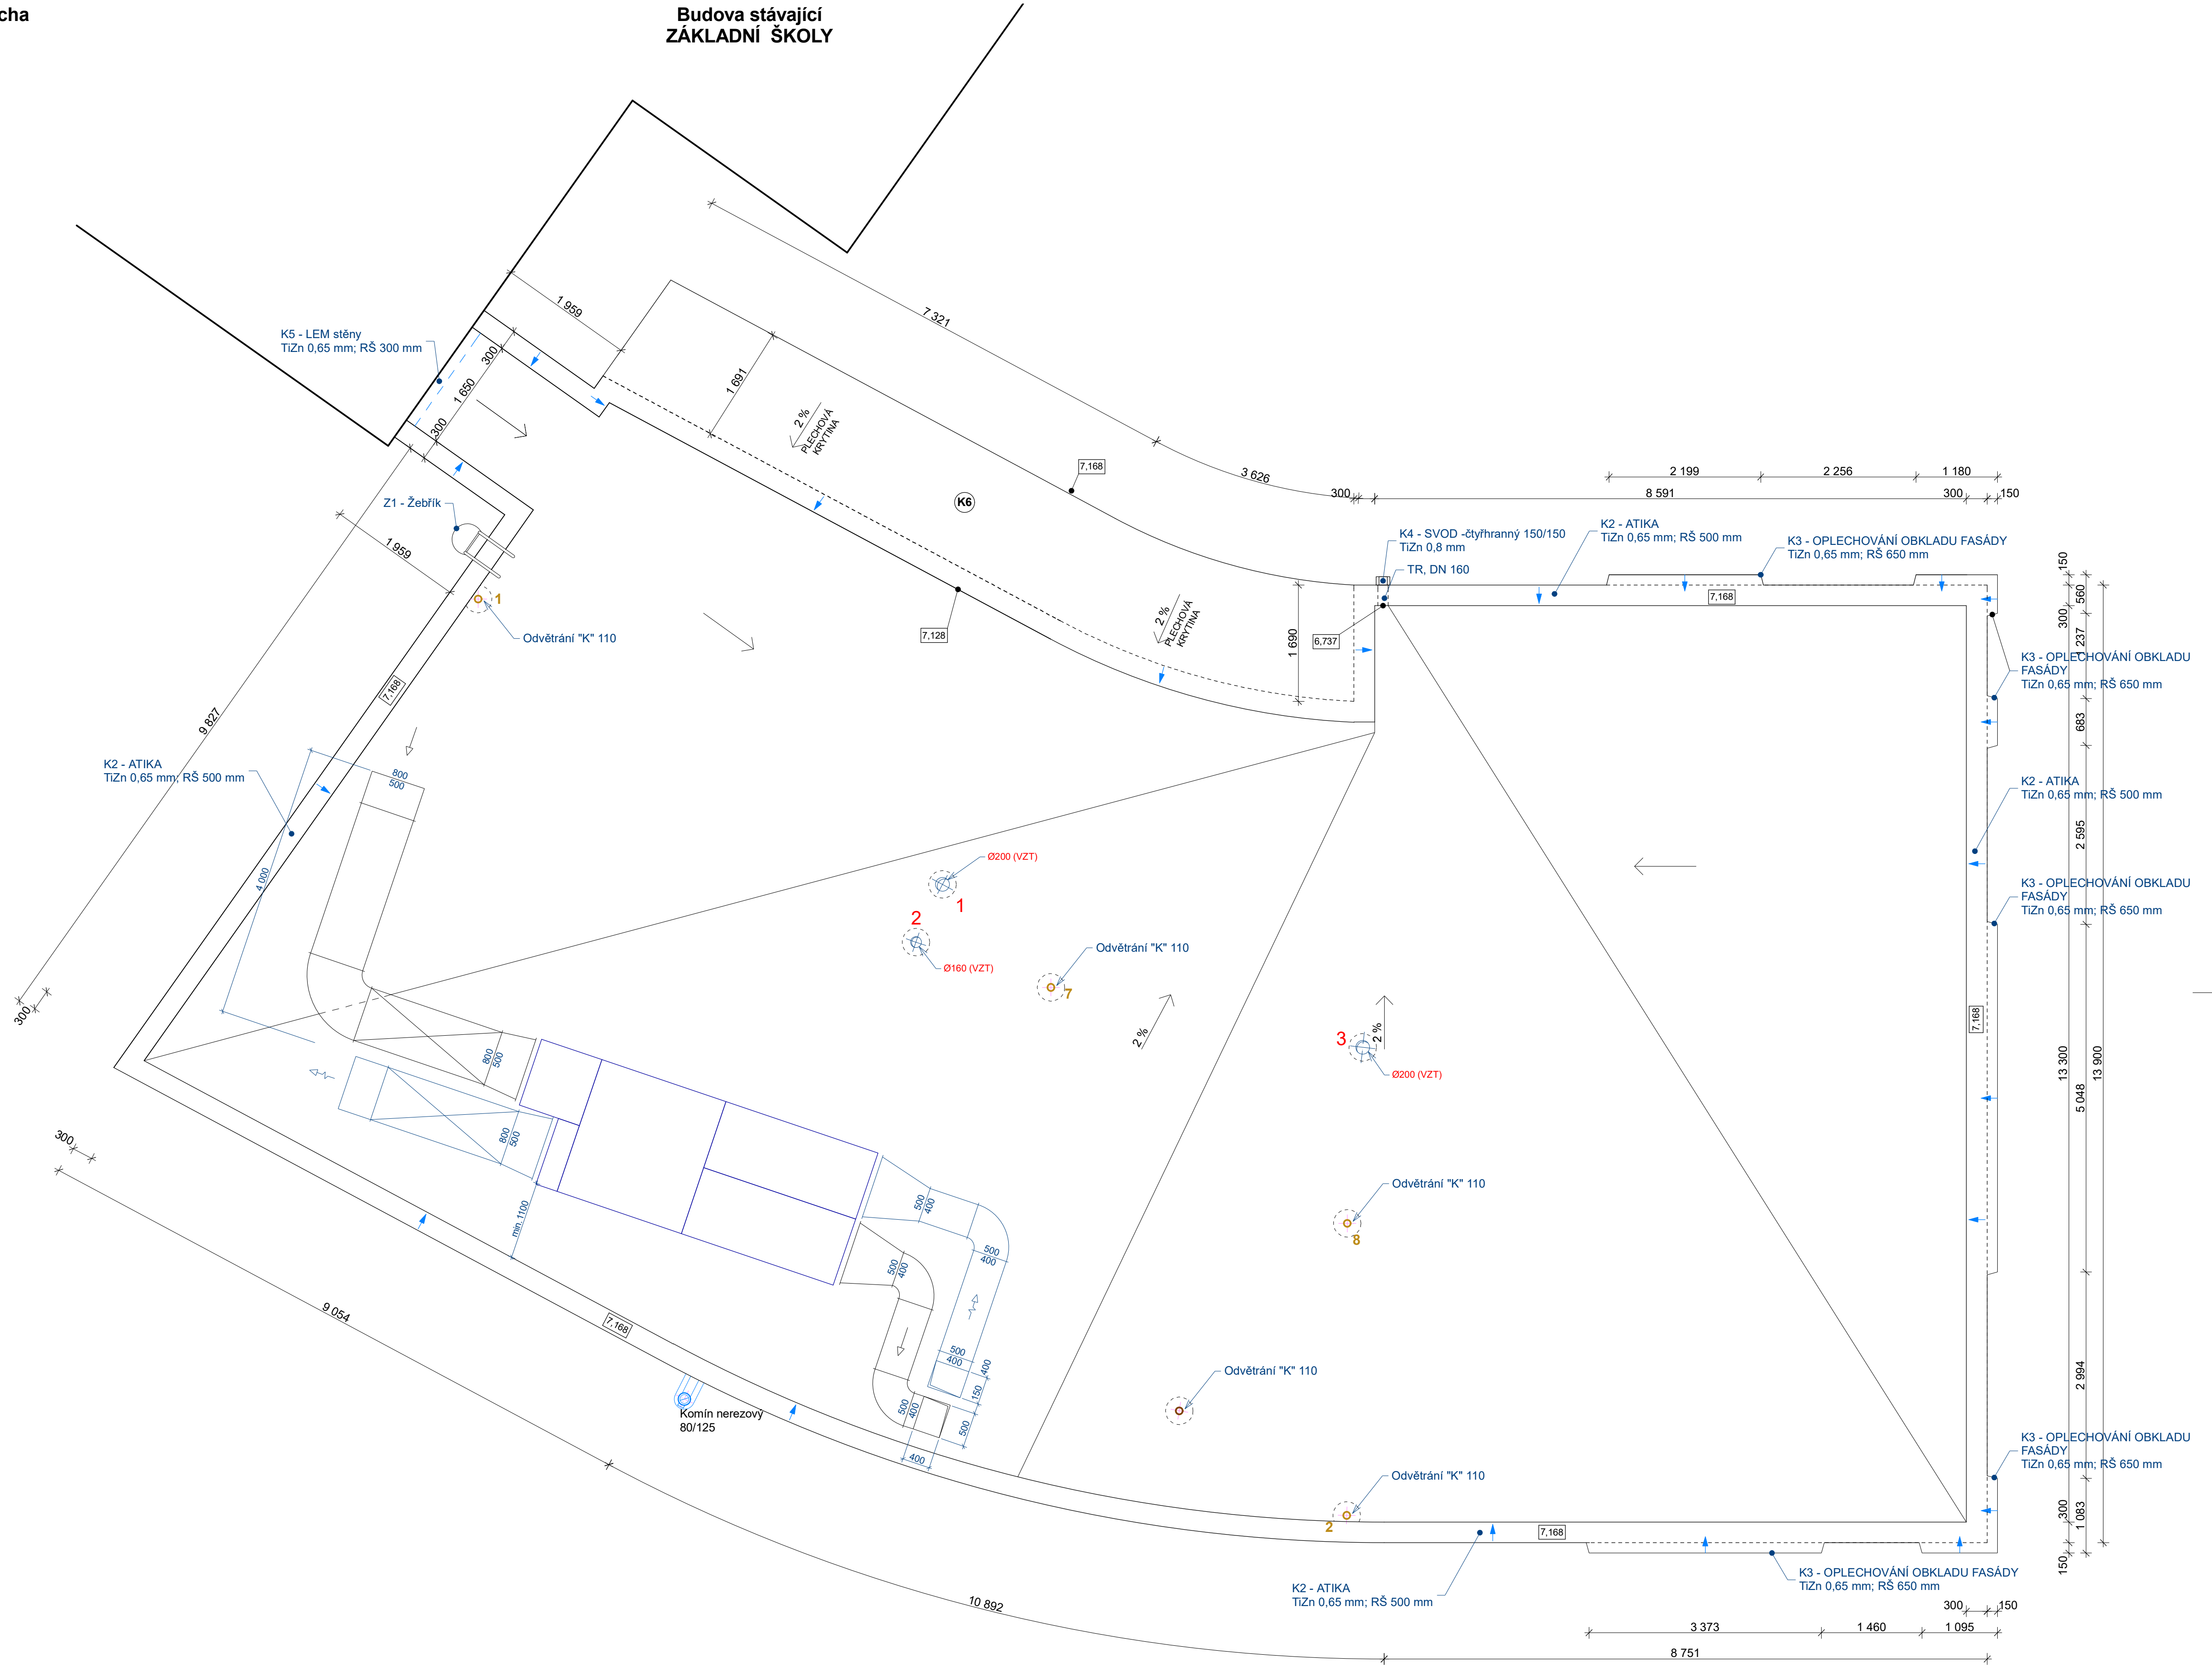 cha
Budova stávající
ZÁKLADNÍ ŠKOLY
7 321
1 959
K5 - LEM stěny
TiZn 0,65 mm; RŠ 300 mm
300
1 650
300
1 691
2 %
PLECHOVÁ
KRYTINA
K6
7,168
3 626
300
8 591
300
150
2 199
2 256
1 180
Z1 - Žebřík
1 959
1
Odvětrání "K" 110
7,128
2 %
PLECHOVÁ
KRYTINA
1 690
6,737
K4 - SVOD -čtyřhranný 150/150
TiZn 0,8 mm
TR, DN 160
K2 - ATIKA
TiZn 0,65 mm; RŠ 500 mm
K3 - OPLECHOVÁNÍ OBKLADU FASÁDY
TiZn 0,65 mm; RŠ 650 mm
7,168
150
560
300
1 237
K3 - OPLECHOVÁNÍ OBKLADU
FASÁDY
TiZn 0,65 mm; RŠ 650 mm
683
7,168
9 827
K2 - ATIKA
TiZn 0,65 mm; RŠ 500 mm
800
500
4 000
K2 - ATIKA
TiZn 0,65 mm; RŠ 500 mm
2 595
Ø200 (VZT)
1
2
Ø160 (VZT)
Odvětrání "K" 110
7
K3 - OPLECHOVÁNÍ OBKLADU
FASÁDY
TiZn 0,65 mm; RŠ 650 mm
300
2 %
3
2 %
Ø200 (VZT)
7,168
13 300
13 900
5 048
800
500
800
500
300
min. 1100
500
400
500
400
500
400
Odvětrání "K" 110
8
9 054
7,168
500
400
400
150
500
400
500
400
Komín nerezový
80/125
Odvětrání "K" 110
2 994
K3 - OPLECHOVÁNÍ OBKLADU
FASÁDY
TiZn 0,65 mm; RŠ 650 mm
Odvětrání "K" 110
2
7,168
300
1 083
150
K2 - ATIKA
TiZn 0,65 mm; RŠ 500 mm
K3 - OPLECHOVÁNÍ OBKLADU FASÁDY
TiZn 0,65 mm; RŠ 650 mm
10 892
300
150
3 373
1 460
1 095
8 751